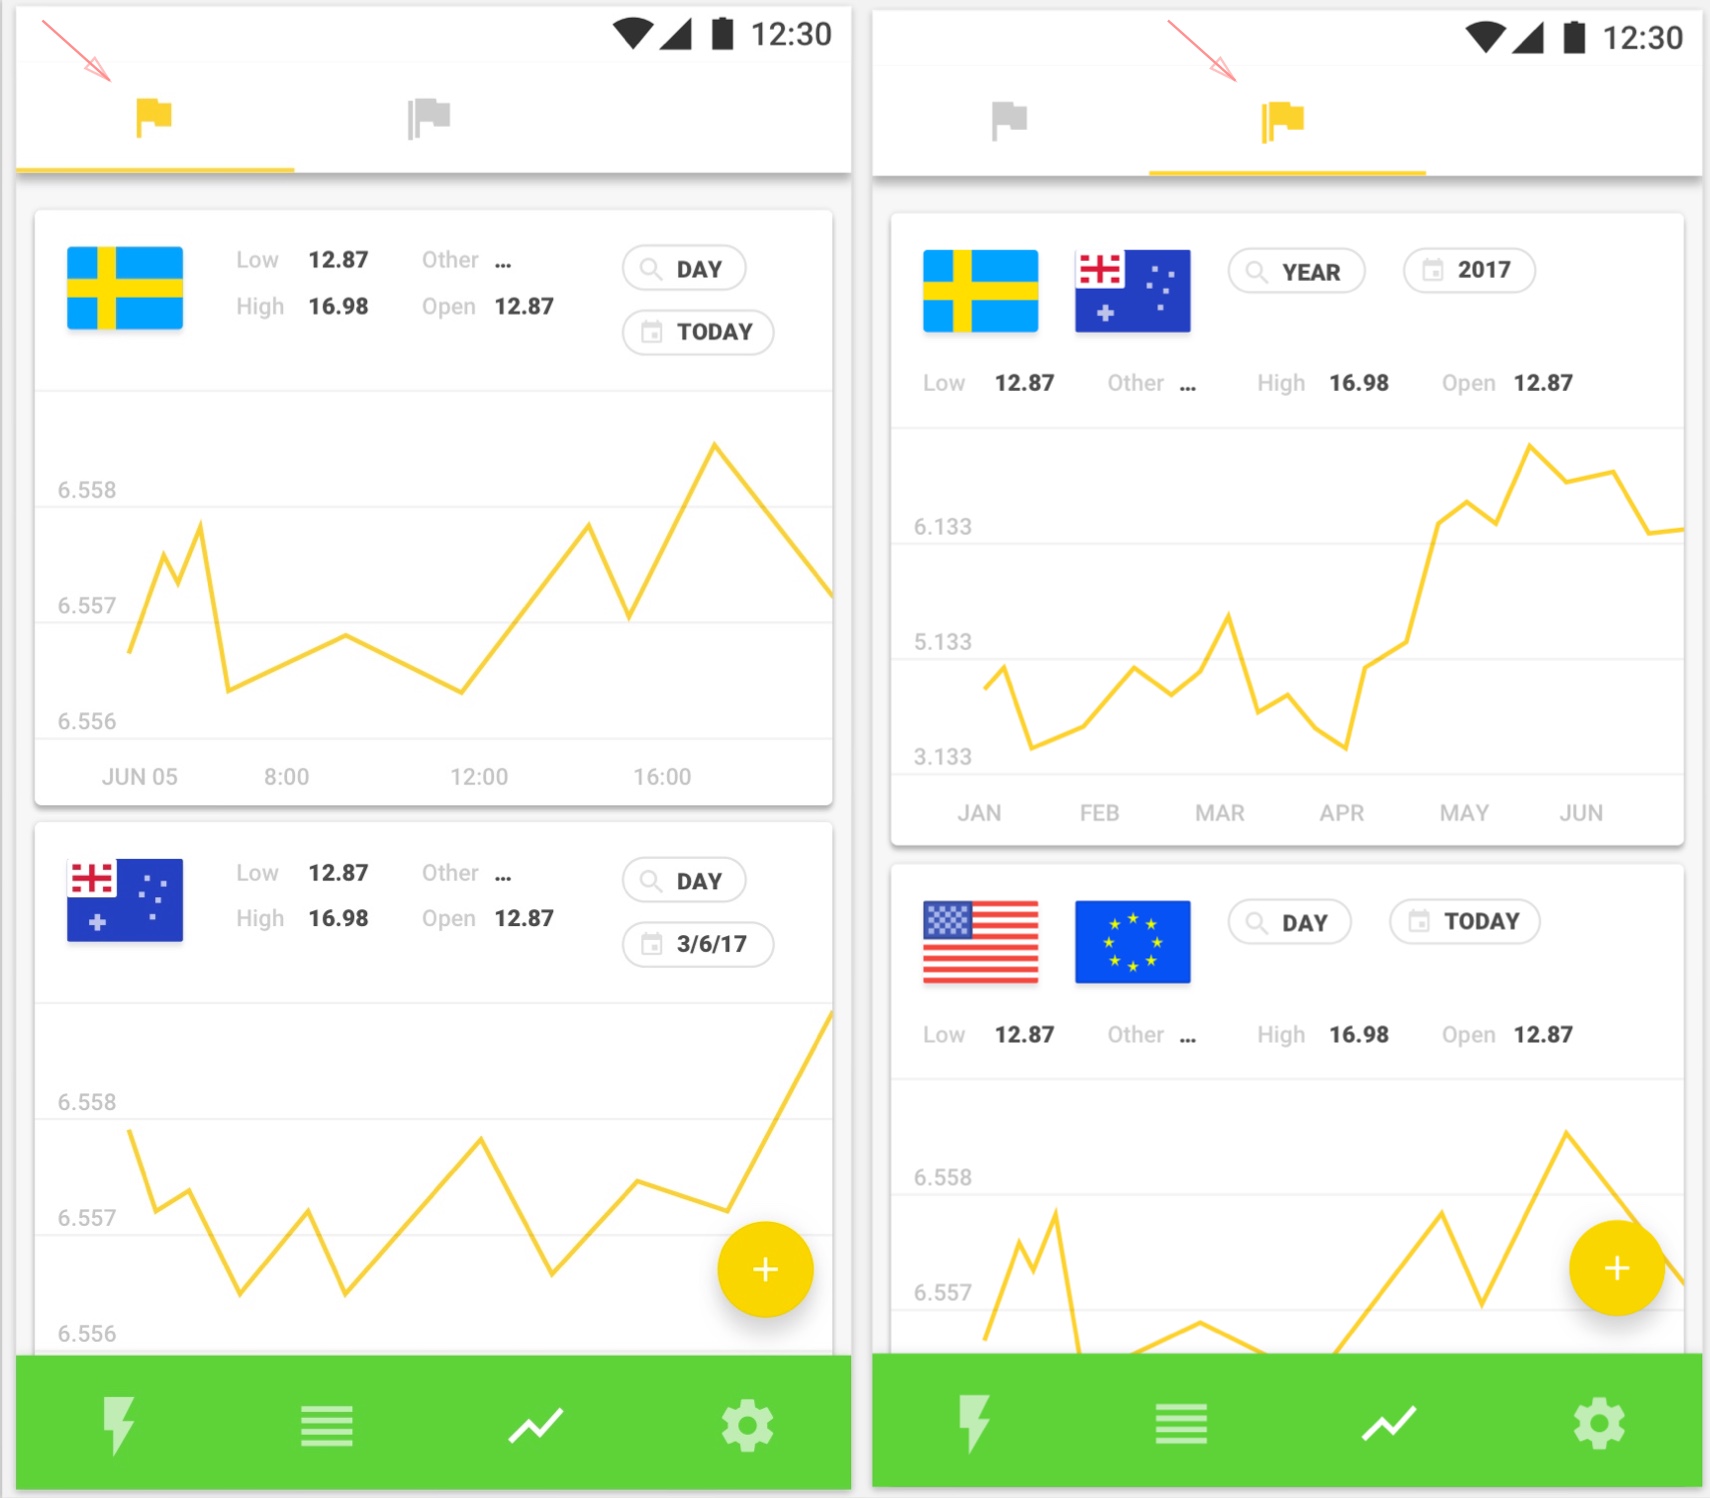 12:30
Low 12.87 Other ... DAY
High 16.98 Open 12.87
TODAY
6.558
6.557
6.556
JUN 05 8:00 12:00 16:00
Low 12.87 Other ... DAY
High 16.98 Open 12.87
3/6/17
6.558
6.557
6.556
12:30
YEAR 2017
Low 12.87 Other ... High 16.98 Open 12.87
6.133
5.133
3.133
JAN FEB MAR APR MAY JUN
DAY TODAY
Low 12.87 Other ... High 16.98 Open 12.87
6.558
6.557